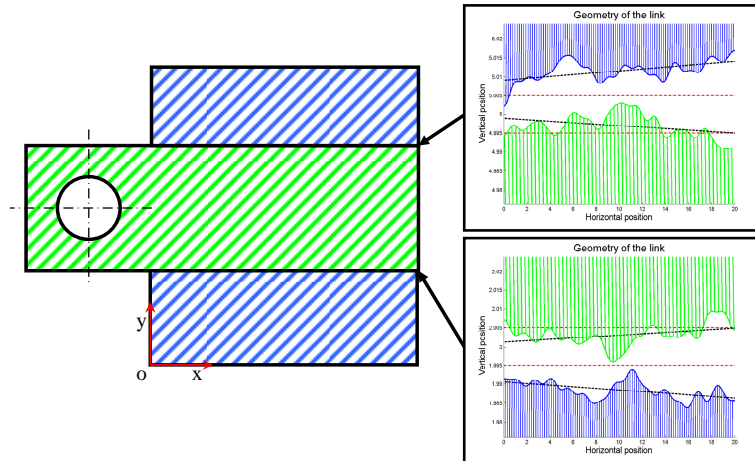 Geometry of the link
5.02
5.015
5.01
5.005
5
4.995
4.99
4.98
Vertical position
0 2 4 6 8 10 12 14 16 18 20
Horizontal position
Geometry of the link
2.02
2.015
2.01
2.005
1.995
1.99
1.985
1.98
Vertical position
0 2 4 6 8 10 12 14 16 18 20
Horizontal position
y
o
x